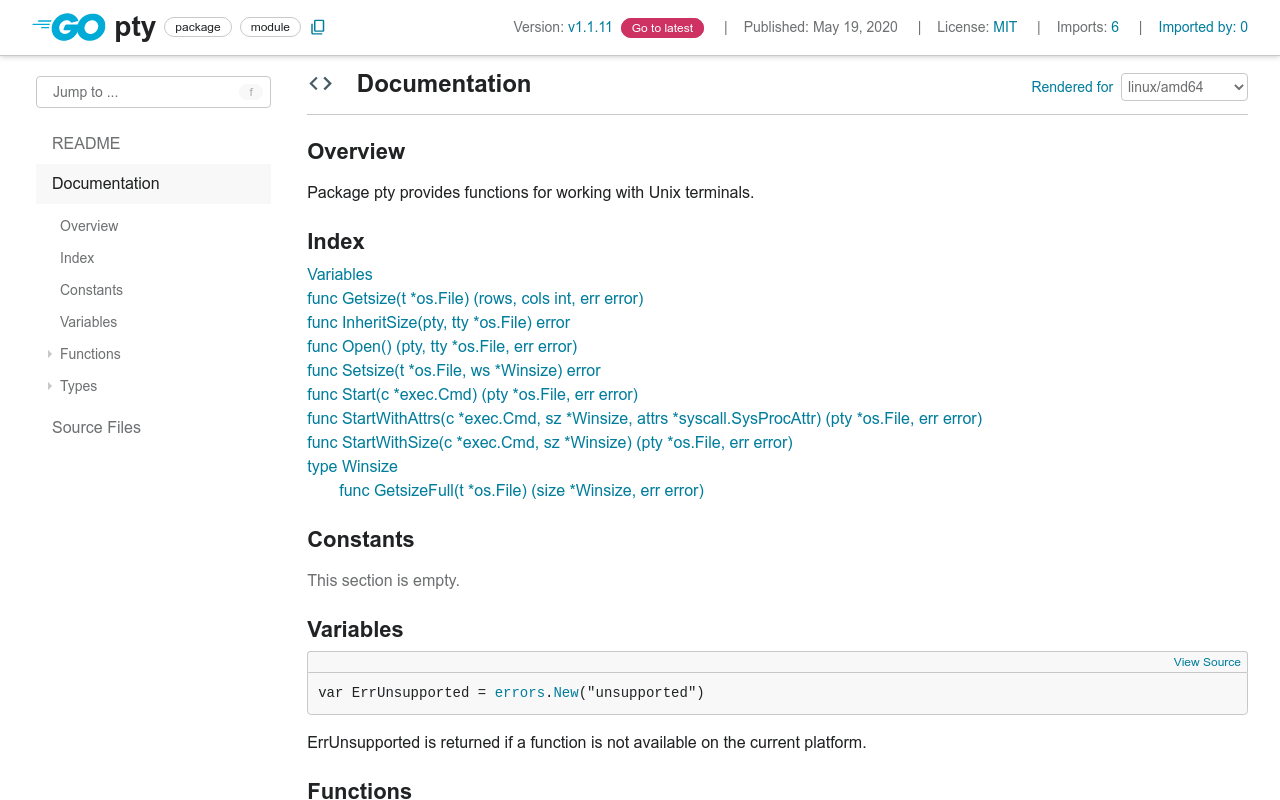 GO pty package module Version: v1.1.11 Go to latest | Published: May 19, 2020 | License: MIT | Imports: 6 | Imported by: 0
Jump to ... f
README
Documentation
Overview
Index
Constants
Variables
Functions
Types
Source Files
Documentation Rendered for linux/amd64
Overview
Package pty provides functions for working with Unix terminals.
Index
Variables
func Getsize(t *os.File) (rows, cols int, err error)
func InheritSize(pty, tty *os.File) error
func Open() (pty, tty *os.File, err error)
func Setsize(t *os.File, ws *Winsize) error
func Start(c *exec.Cmd) (pty *os.File, err error)
func StartWithAttrs(c *exec.Cmd, sz *Winsize, attrs *syscall.SysProcAttr) (pty *os.File, err error)
func StartWithSize(c *exec.Cmd, sz *Winsize) (pty *os.File, err error)
type Winsize
func GetsizeFull(t *os.File) (size *Winsize, err error)
Constants
This section is empty.
Variables
View Source
var ErrUnsupported = errors.New("unsupported")
ErrUnsupported is returned if a function is not available on the current platform.
Functions